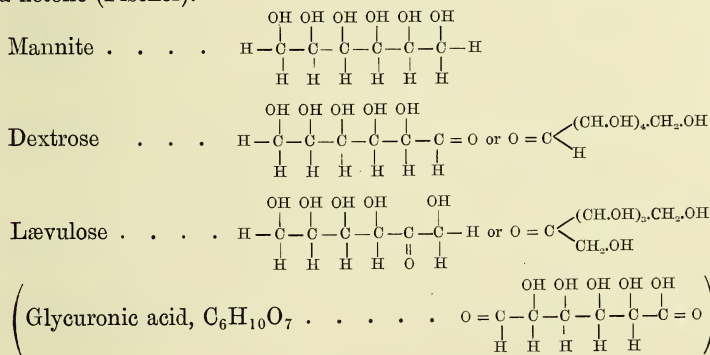 a ketone (Fischer).
OH OH OH OH OH OH
Mannite . . . . H—C—C—C—C—C—C—H
H H H H H H
OH OH OH OH OH
Dextrose . . . H—C—C—C—C—C—C=O or O=C
(CH.OH)₄.CH₂.OH
H
H H H H H H
OH OH OH OH OH
Lævulose . . . . H—C—C—C—C—C—C—H or O=C
(CH.OH)₃.CH₂.OH
CH₂.OH
H H H H O H
OH OH OH OH OH
(Glycuronic acid, C₆H₁₀O₇ . . . . . . O=C—C—C—C—C—C=O)
H H H H H